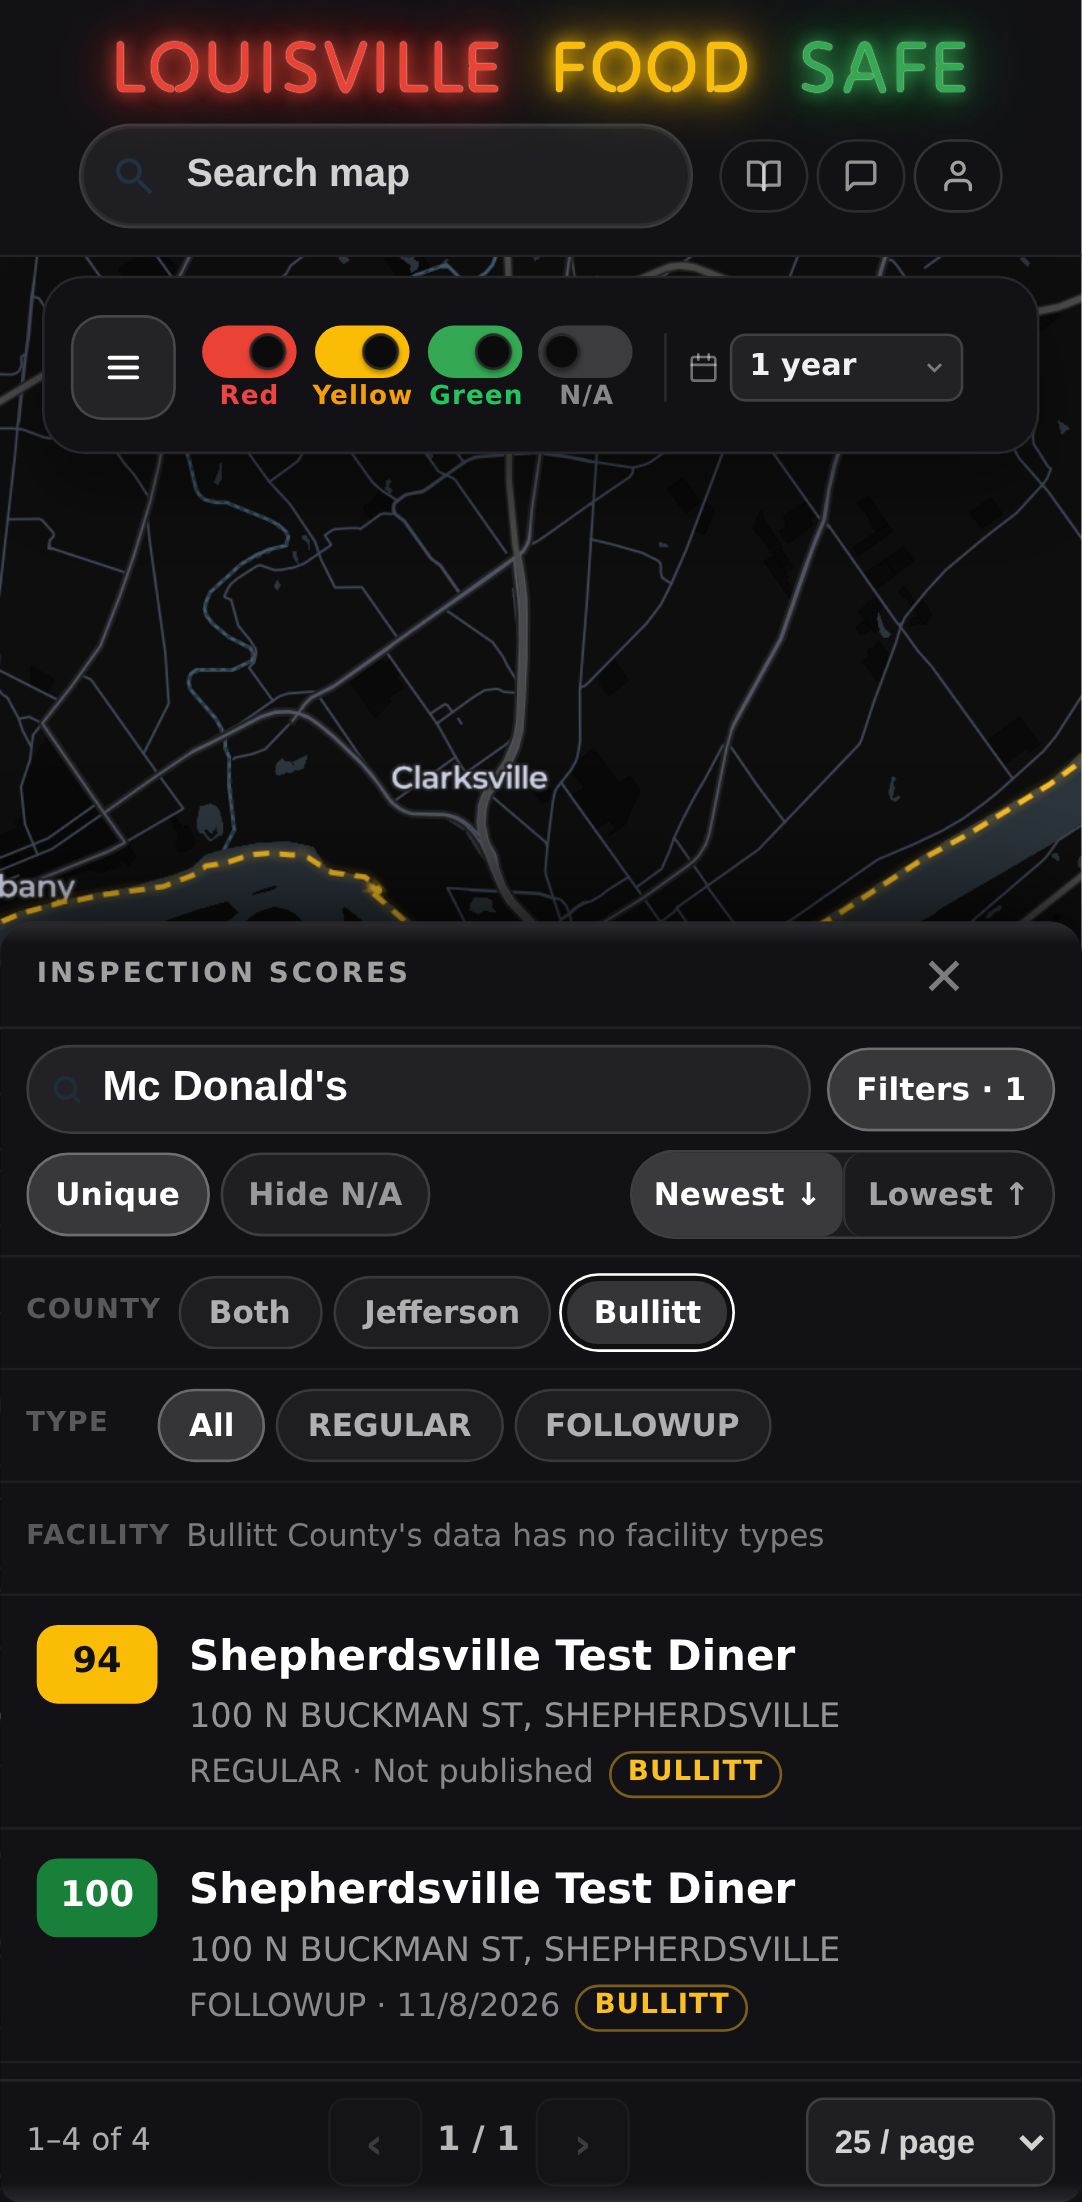 LOUISVILLE FOOD SAFE
Search map
Red Yellow Green N/A
1 year
Clarksville
bany
INSPECTION SCORES
Mc Donald's
Filters · 1
Unique Hide N/A Newest ↓ Lowest ↑
COUNTY Both Jefferson Bullitt
TYPE All REGULAR FOLLOWUP
FACILITY Bullitt County's data has no facility types
94 Shepherdsville Test Diner
100 N BUCKMAN ST, SHEPHERDSVILLE
REGULAR · Not published BULLITT
100 Shepherdsville Test Diner
100 N BUCKMAN ST, SHEPHERDSVILLE
FOLLOWUP · 11/8/2026 BULLITT
1–4 of 4 ‹ 1 / 1 › 25 / page